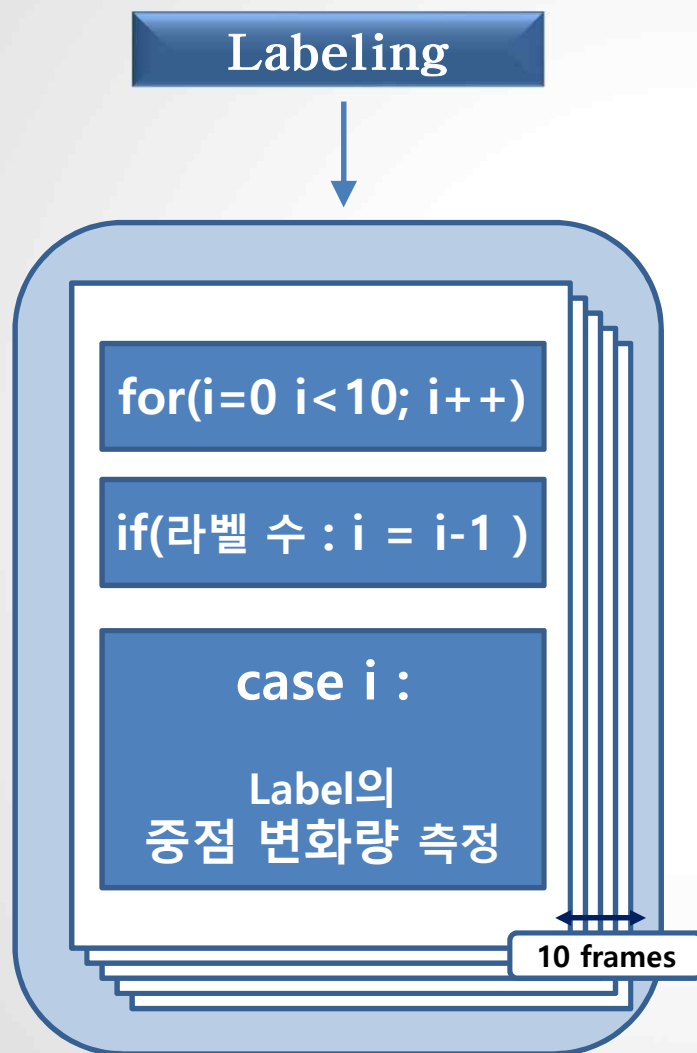 Labeling
for(i=0 i<10; i++)
if(라벨 수 : i = i-1 )
case i :
Label의
중점 변화량 측정
10 frames